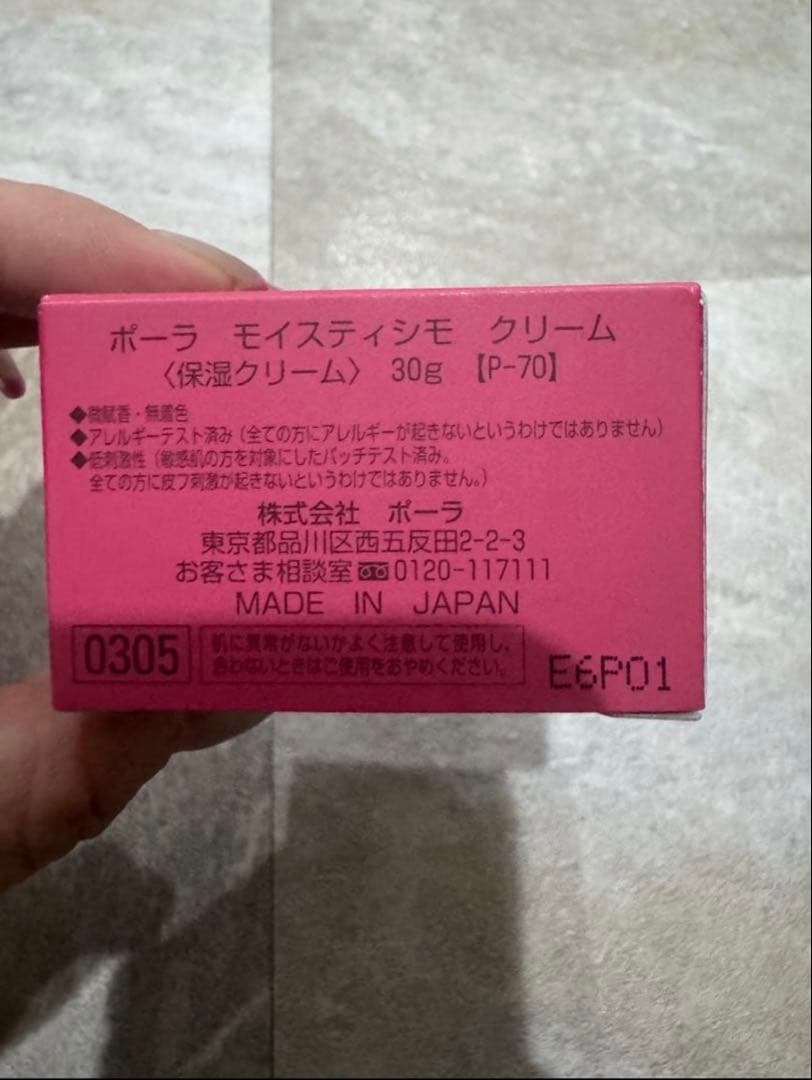 ポーラ　モイスティシモ　クリーム
〈保湿クリーム〉 30g 【P-70】
◆微賦香・無着色
◆アレルギーテスト済み（全ての方にアレルギーが起きないというわけではありません）
◆低刺激性（敏感肌の方を対象にしたパッチテスト済み。
全ての方に皮フ刺激が起きないというわけではありません。）
株式会社　ポーラ
東京都品川区西五反田2-2-3
お客さま相談室 0120-117111
MADE IN JAPAN
0305
肌に異常がないかよく注意して使用し、
合わないときはご使用をおやめください。
E6P01